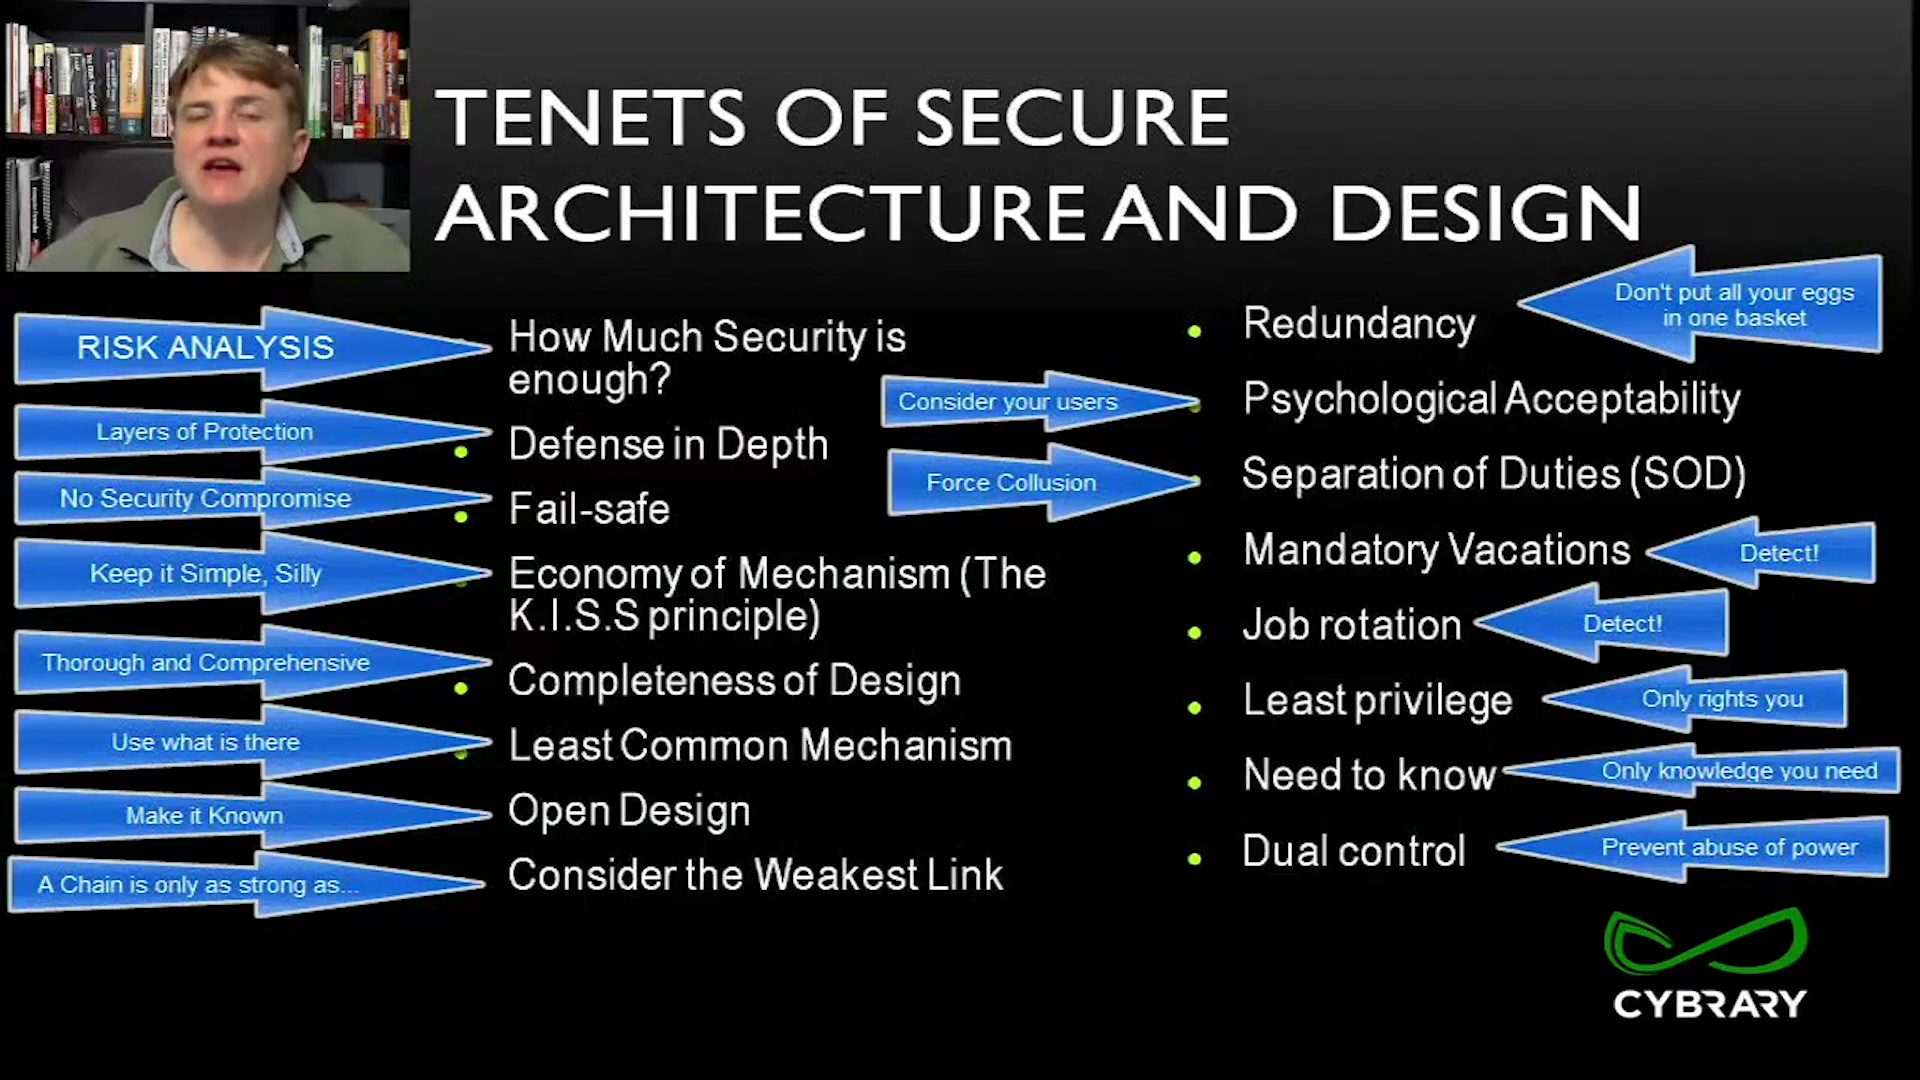 TENETS OF SECURE
ARCHITECTURE AND DESIGN
RISK ANALYSIS
How Much Security is
enough?
Layers of Protection
Defense in Depth
No Security Compromise
Fail-safe
Keep it Simple, Silly
Economy of Mechanism (The
K.I.S.S principle)
Thorough and Comprehensive
Completeness of Design
Use what is there
Least Common Mechanism
Make it Known
Open Design
A Chain is only as strong as...
Consider the Weakest Link
Redundancy
Don't put all your eggs
in one basket
Consider your users
Psychological Acceptability
Force Collusion
Separation of Duties (SOD)
Mandatory Vacations
Detect!
Job rotation
Detect!
Least privilege
Only rights you
Need to know
Only knowledge you need
Dual control
Prevent abuse of power
CYBRARY